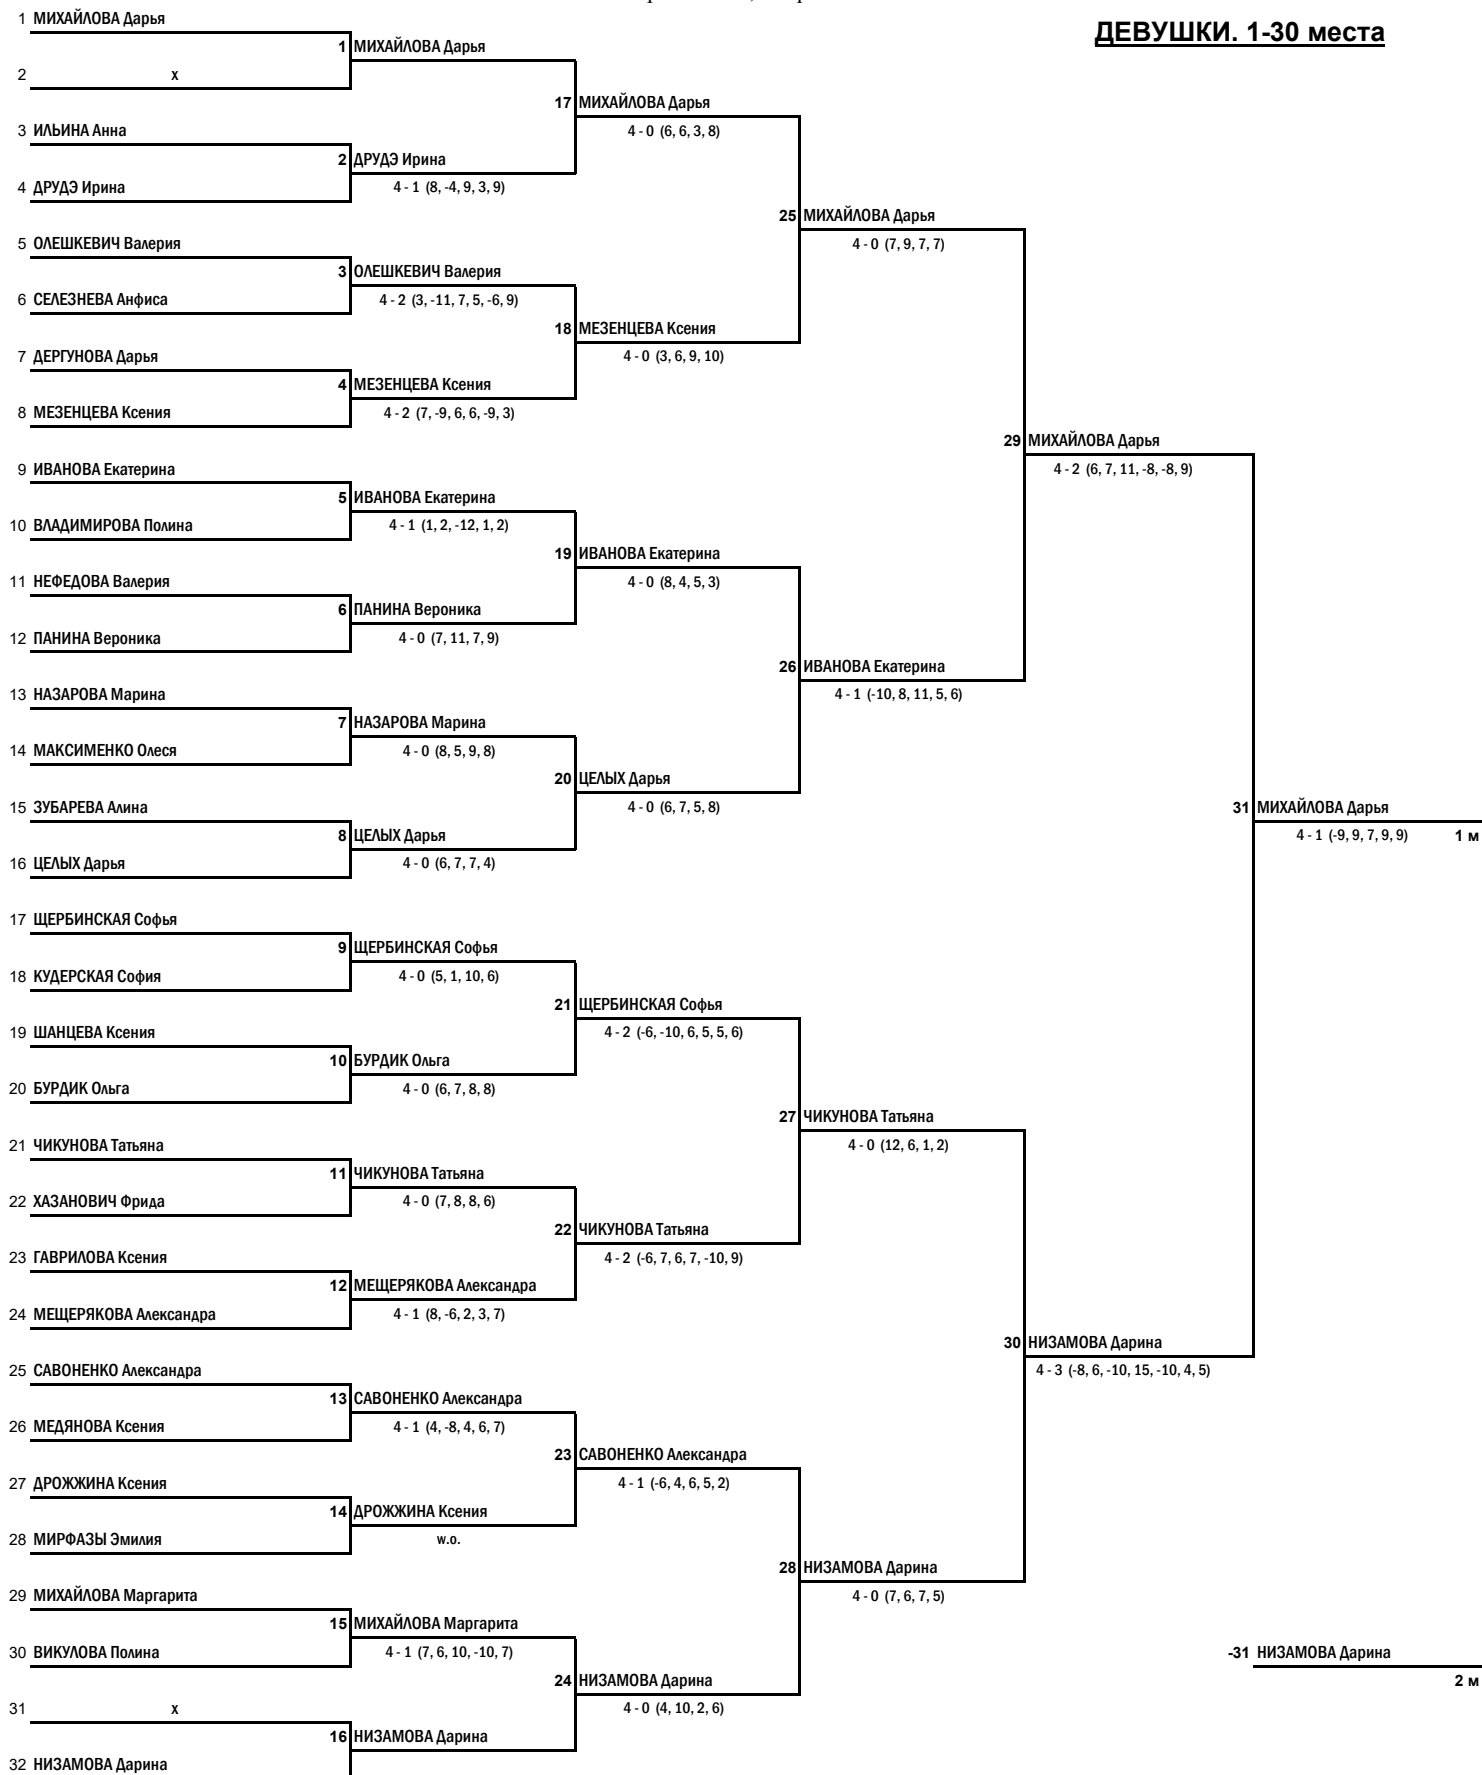 ДЕВУШКИ. 1-30 места
1 МИХАЙЛОВА Дарья
1 МИХАЙЛОВА Дарья
2 х
17 МИХАЙЛОВА Дарья
4 - 0 (6, 6, 3, 8)
3 ИЛЬИНА Анна
2 ДРУДЭ Ирина
4 ДРУДЭ Ирина
4 - 1 (8, -4, 9, 3, 9)
25 МИХАЙЛОВА Дарья
4 - 0 (7, 9, 7, 7)
5 ОЛЕШКЕВИЧ Валерия
3 ОЛЕШКЕВИЧ Валерия
6 СЕЛЕЗНЕВА Анфиса
4 - 2 (3, -11, 7, 5, -6, 9)
18 МЕЗЕНЦЕВА Ксения
4 - 0 (3, 6, 9, 10)
7 ДЕРГУНОВА Дарья
4 МЕЗЕНЦЕВА Ксения
8 МЕЗЕНЦЕВА Ксения
4 - 2 (7, -9, 6, 6, -9, 3)
29 МИХАЙЛОВА Дарья
4 - 2 (6, 7, 11, -8, -8, 9)
9 ИВАНОВА Екатерина
5 ИВАНОВА Екатерина
10 ВЛАДИМИРОВА Полина
4 - 1 (1, 2, -12, 1, 2)
19 ИВАНОВА Екатерина
4 - 0 (8, 4, 5, 3)
11 НЕФЕДОВА Валерия
6 ПАНИНА Вероника
12 ПАНИНА Вероника
4 - 0 (7, 11, 7, 9)
26 ИВАНОВА Екатерина
4 - 1 (-10, 8, 11, 5, 6)
13 НАЗАРОВА Марина
7 НАЗАРОВА Марина
14 МАКСИМЕНКО Олеся
4 - 0 (8, 5, 9, 8)
20 ЦЕЛЫХ Дарья
4 - 0 (6, 7, 5, 8)
15 ЗУБАРЕВА Алина
8 ЦЕЛЫХ Дарья
16 ЦЕЛЫХ Дарья
4 - 0 (6, 7, 7, 4)
31 МИХАЙЛОВА Дарья
4 - 1 (-9, 9, 7, 9, 9) 1 м
17 ЩЕРБИНСКАЯ Софья
9 ЩЕРБИНСКАЯ Софья
18 КУДЕРСКАЯ София
4 - 0 (5, 1, 10, 6)
21 ЩЕРБИНСКАЯ Софья
4 - 2 (-6, -10, 6, 5, 5, 6)
19 ШАНЦЕВА Ксения
10 БУРДИК Ольга
20 БУРДИК Ольга
4 - 0 (6, 7, 8, 8)
27 ЧИКУНОВА Татьяна
4 - 0 (12, 6, 1, 2)
21 ЧИКУНОВА Татьяна
11 ЧИКУНОВА Татьяна
22 ХАЗАНОВИЧ Фрида
4 - 0 (7, 8, 8, 6)
22 ЧИКУНОВА Татьяна
4 - 2 (-6, 7, 6, 7, -10, 9)
23 ГАВРИЛОВА Ксения
12 МЕЩЕРЯКОВА Александра
24 МЕЩЕРЯКОВА Александра
4 - 1 (8, -6, 2, 3, 7)
30 НИЗАМОВА Дарина
4 - 3 (-8, 6, -10, 15, -10, 4, 5)
25 САВОНЕНКО Александра
13 САВОНЕНКО Александра
26 МЕДЯНОВА Ксения
4 - 1 (4, -8, 4, 6, 7)
23 САВОНЕНКО Александра
4 - 1 (-6, 4, 6, 5, 2)
27 ДРОЖЖИНА Ксения
14 ДРОЖЖИНА Ксения
28 МИРФАЗЫ Эмилия
w.o.
28 НИЗАМОВА Дарина
4 - 0 (7, 6, 7, 5)
29 МИХАЙЛОВА Маргарита
15 МИХАЙЛОВА Маргарита
30 ВИКУЛОВА Полина
4 - 1 (7, 6, 10, -10, 7)
-31 НИЗАМОВА Дарина
2 м
24 НИЗАМОВА Дарина
4 - 0 (4, 10, 2, 6)
31 х
16 НИЗАМОВА Дарина
32 НИЗАМОВА Дарина